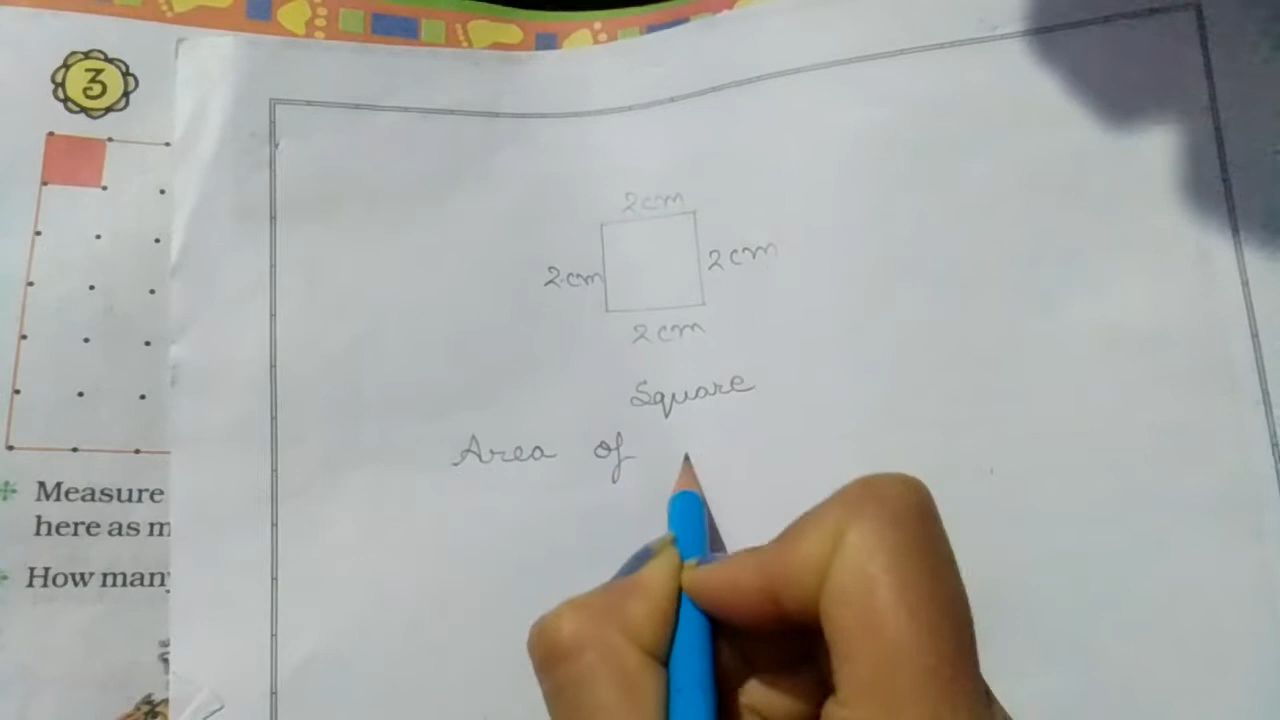 3
2cm
2cm
2cm
2cm
Square
Area of
Measure
here as m
How many